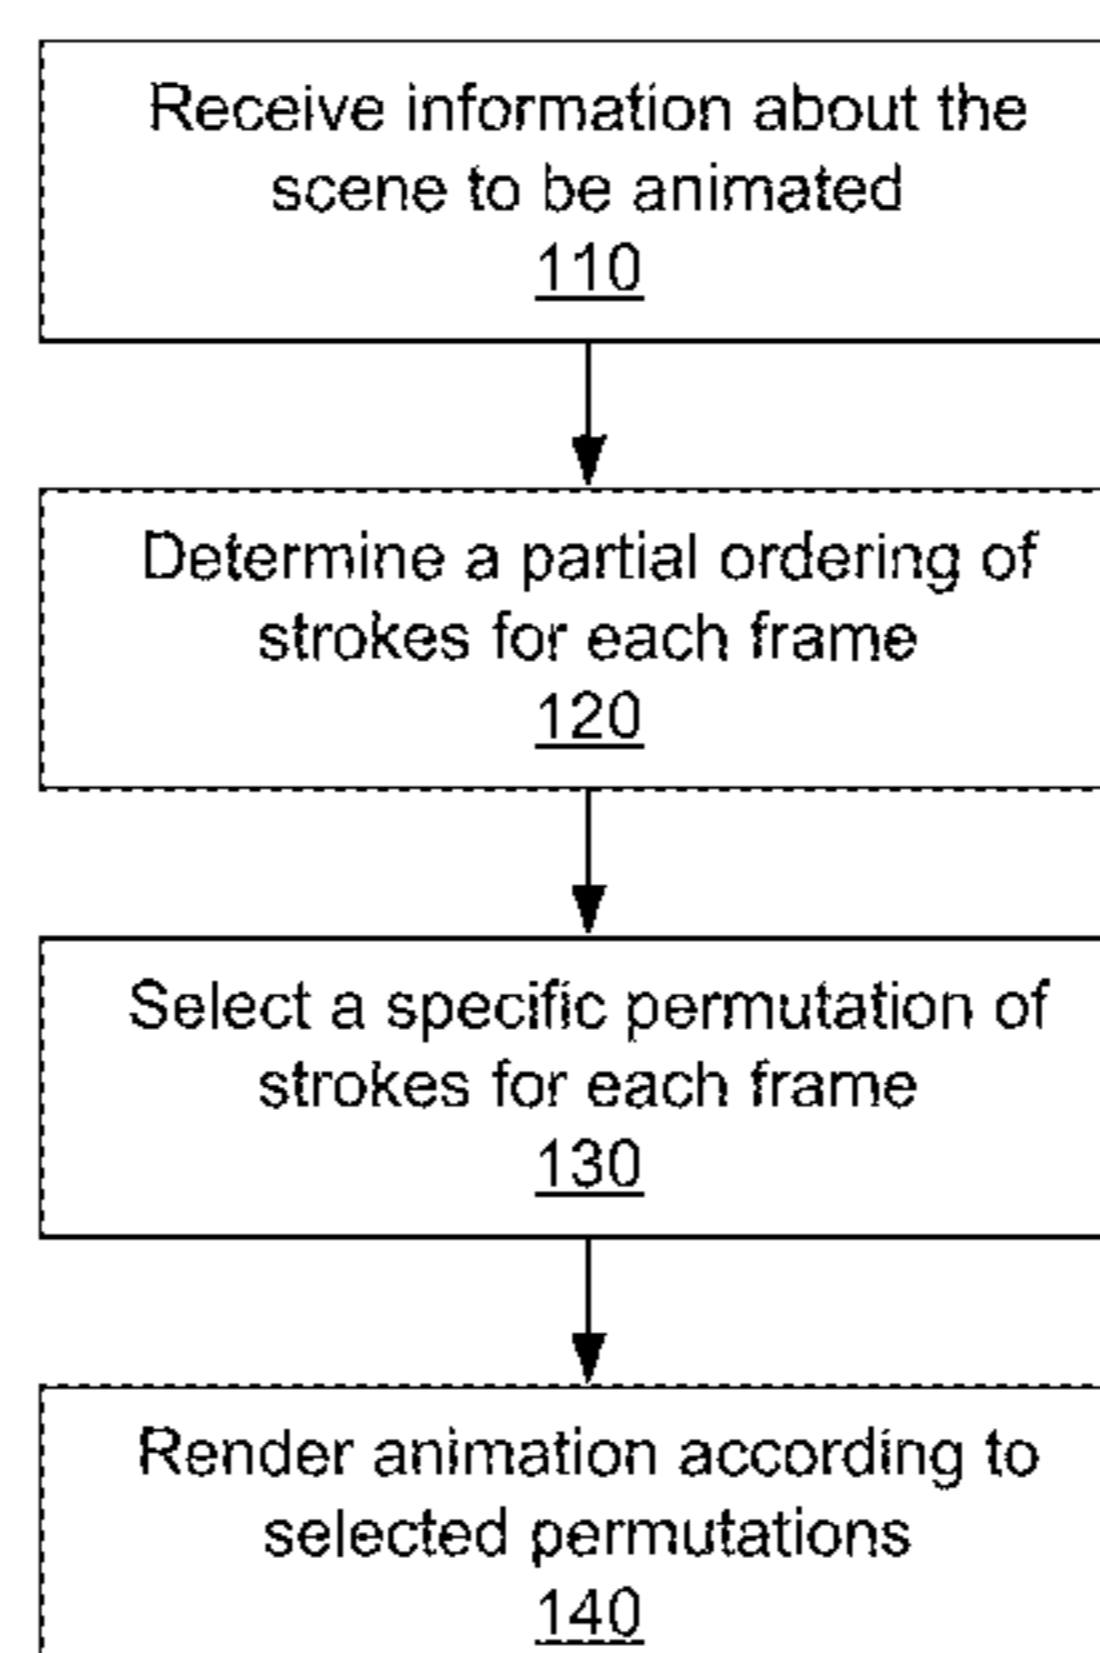 Receive information about the
scene to be animated
110
Determine a partial ordering of
strokes for each frame
120
Select a specific permutation of
strokes for each frame
130
Render animation according to
selected permutations
140